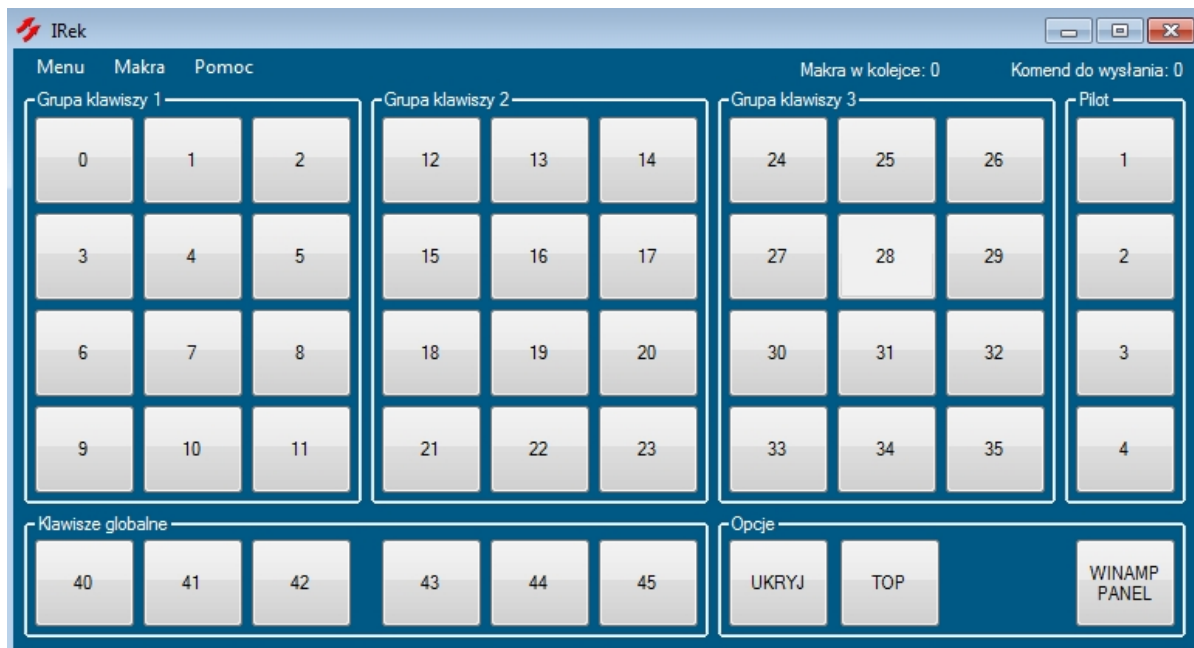 IRek
Menu Makra Pomoc Makra w kolejce: 0 Komend do wysłania: 0
Grupa klawiszy 1 Grupa klawiszy 2 Grupa klawiszy 3 Pilot
0 1 2 12 13 14 24 25 26 1
3 4 5 15 16 17 27 28 29 2
6 7 8 18 19 20 30 31 32 3
9 10 11 21 22 23 33 34 35 4
Klawisze globalne Opcje
40 41 42 43 44 45 UKRYJ TOP WINAMP
PANEL